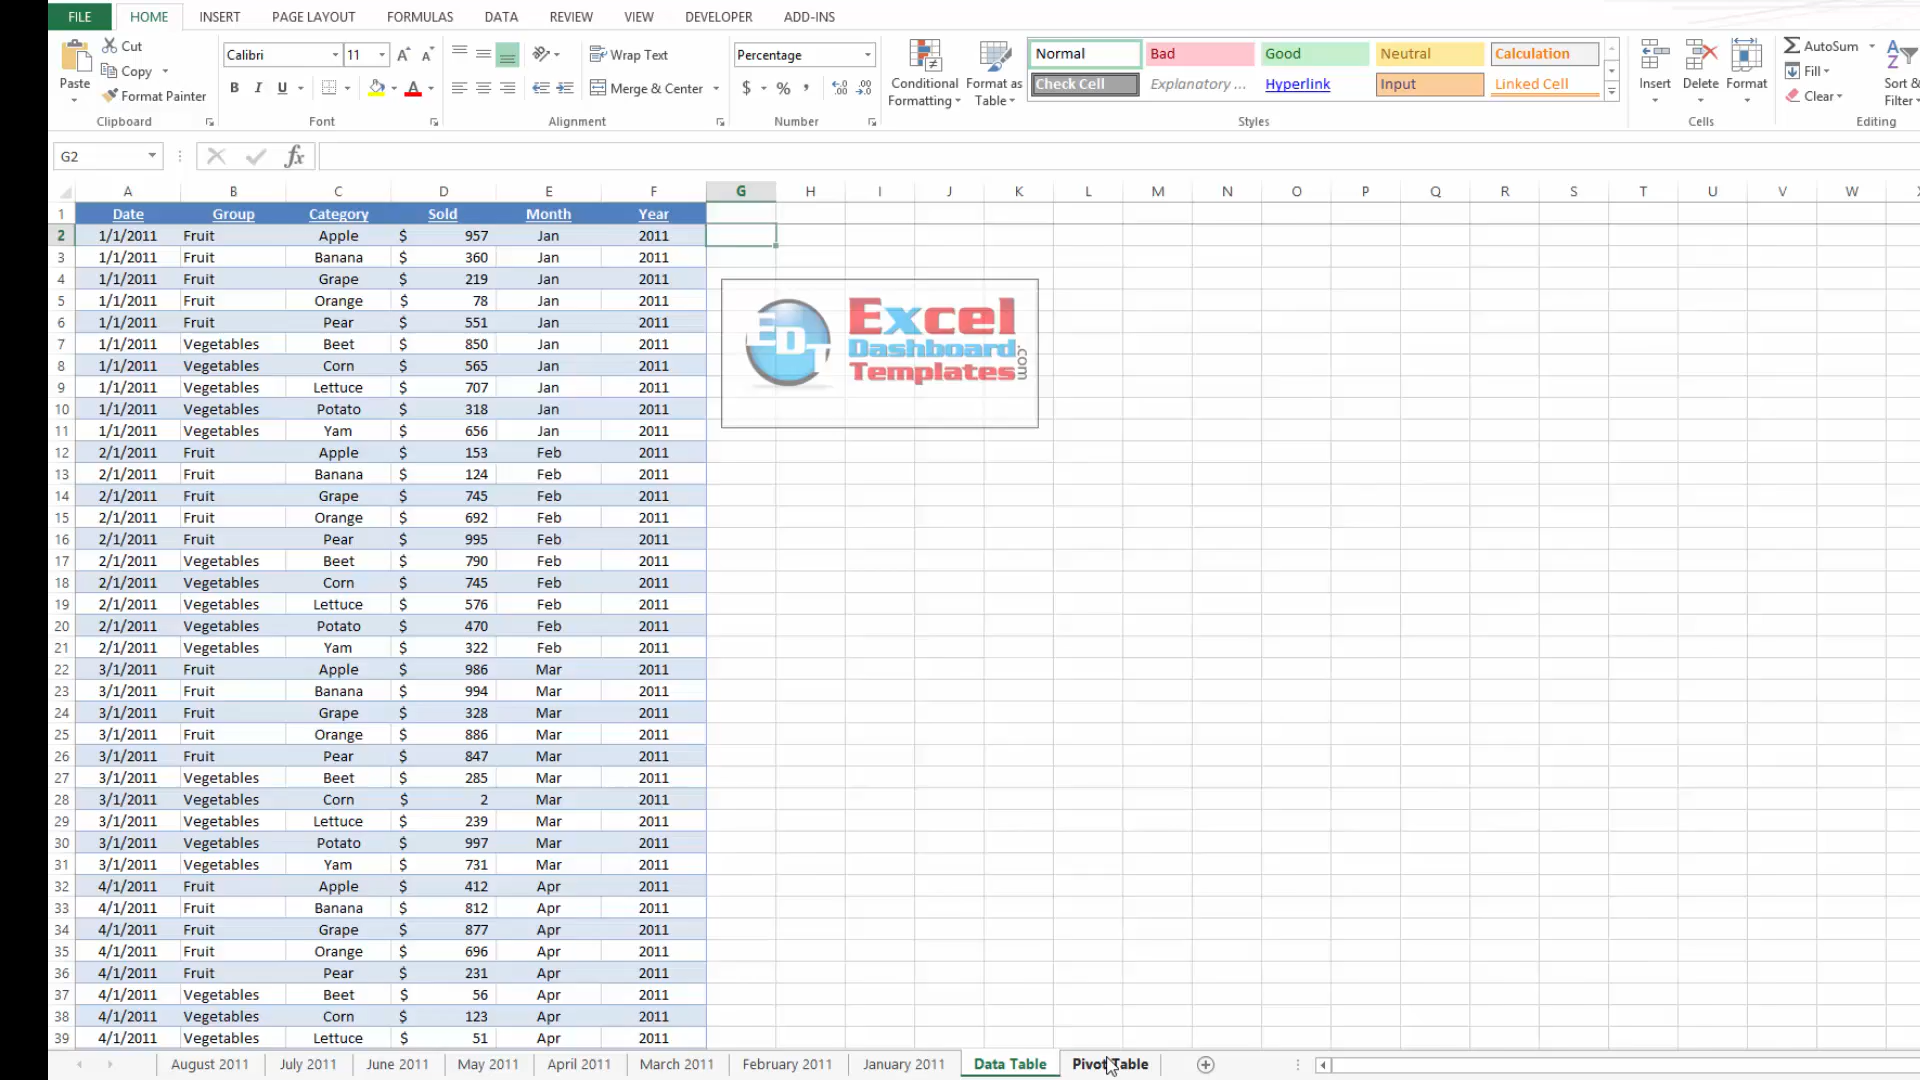 FILE HOME INSERT PAGE LAYOUT FORMULAS DATA REVIEW VIEW DEVELOPER ADD-INS
Paste Cut Copy Format Painter
Clipboard
Calibri 11 A A
B I U A
Font
Wrap Text
Merge & Center
Alignment
Percentage
$ % ,
Number
Conditional Formatting Format as Table
Normal Bad Good Neutral Calculation
Check Cell Explanatory ... Hyperlink Input Linked Cell
Styles
Insert Delete Format
Cells
AutoSum Fill Clear Sort & Filter
Editing
G2 fx
A B C D E F G H I J K L M N O P Q R S T U V W
1 Date Group Category Sold Month Year
2 1/1/2011 Fruit Apple $ 957 Jan 2011
3 1/1/2011 Fruit Banana $ 360 Jan 2011
4 1/1/2011 Fruit Grape $ 219 Jan 2011
5 1/1/2011 Fruit Orange $ 78 Jan 2011
6 1/1/2011 Fruit Pear $ 551 Jan 2011
7 1/1/2011 Vegetables Beet $ 850 Jan 2011
8 1/1/2011 Vegetables Corn $ 565 Jan 2011
9 1/1/2011 Vegetables Lettuce $ 707 Jan 2011
10 1/1/2011 Vegetables Potato $ 318 Jan 2011
11 1/1/2011 Vegetables Yam $ 656 Jan 2011
12 2/1/2011 Fruit Apple $ 153 Feb 2011
13 2/1/2011 Fruit Banana $ 124 Feb 2011
14 2/1/2011 Fruit Grape $ 745 Feb 2011
15 2/1/2011 Fruit Orange $ 692 Feb 2011
16 2/1/2011 Fruit Pear $ 995 Feb 2011
17 2/1/2011 Vegetables Beet $ 790 Feb 2011
18 2/1/2011 Vegetables Corn $ 745 Feb 2011
19 2/1/2011 Vegetables Lettuce $ 576 Feb 2011
20 2/1/2011 Vegetables Potato $ 470 Feb 2011
21 2/1/2011 Vegetables Yam $ 322 Feb 2011
22 3/1/2011 Fruit Apple $ 986 Mar 2011
23 3/1/2011 Fruit Banana $ 994 Mar 2011
24 3/1/2011 Fruit Grape $ 328 Mar 2011
25 3/1/2011 Fruit Orange $ 886 Mar 2011
26 3/1/2011 Fruit Pear $ 847 Mar 2011
27 3/1/2011 Vegetables Beet $ 285 Mar 2011
28 3/1/2011 Vegetables Corn $ 2 Mar 2011
29 3/1/2011 Vegetables Lettuce $ 239 Mar 2011
30 3/1/2011 Vegetables Potato $ 997 Mar 2011
31 3/1/2011 Vegetables Yam $ 731 Mar 2011
32 4/1/2011 Fruit Apple $ 412 Apr 2011
33 4/1/2011 Fruit Banana $ 812 Apr 2011
34 4/1/2011 Fruit Grape $ 877 Apr 2011
35 4/1/2011 Fruit Orange $ 696 Apr 2011
36 4/1/2011 Fruit Pear $ 231 Apr 2011
37 4/1/2011 Vegetables Beet $ 56 Apr 2011
38 4/1/2011 Vegetables Corn $ 123 Apr 2011
39 4/1/2011 Vegetables Lettuce $ 51 Apr 2011
EDT Excel
Dashboard
Templates
.com
August 2011 July 2011 June 2011 May 2011 April 2011 March 2011 February 2011 January 2011 Data Table Pivot Table